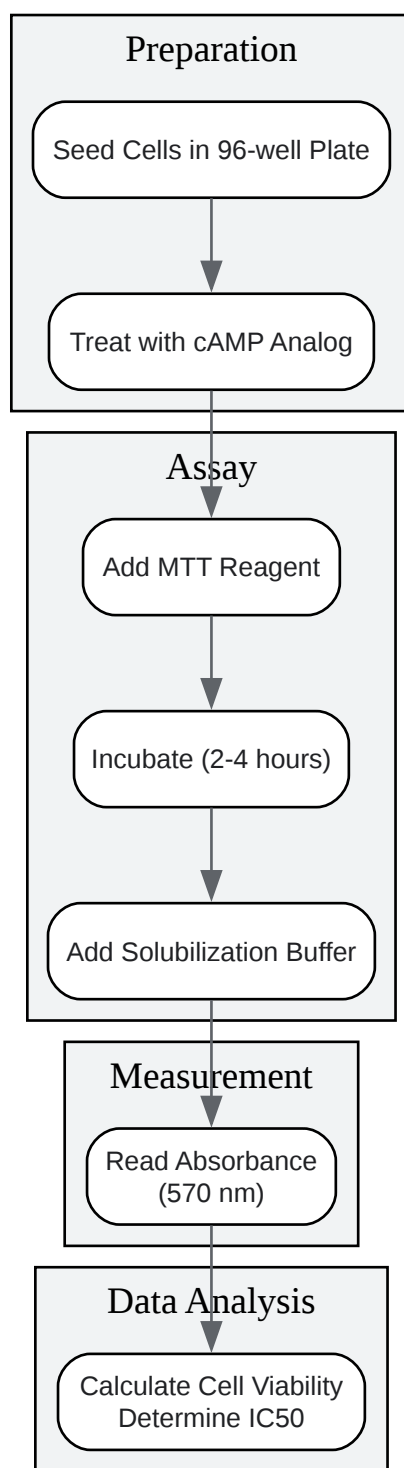 Preparation
Seed Cells in 96-well Plate
Treat with cAMP Analog
Assay
Add MTT Reagent
Incubate (2-4 hours)
Add Solubilization Buffer
Measurement
Read Absorbance
(570 nm)
Data Analysis
Calculate Cell Viability
Determine IC50